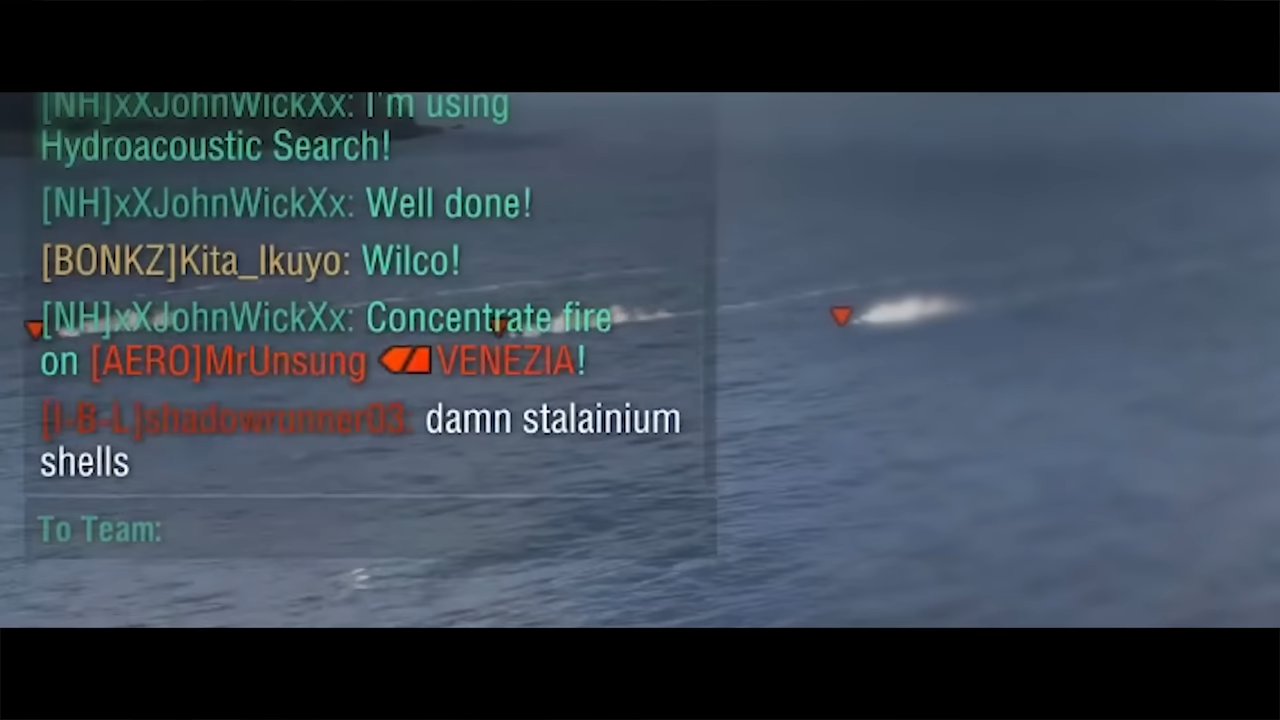 [NH]xXJohnWickXx: I'm using
Hydroacoustic Search!
[NH]xXJohnWickXx: Well done!
[BONKZ]Kita_Ikuyo: Wilco!
[NH]xXJohnWickXx: Concentrate fire
on [AERO]MrUnsung VENEZIA!
[I-B-L]shadowrunner03: damn stalainium
shells
To Team: